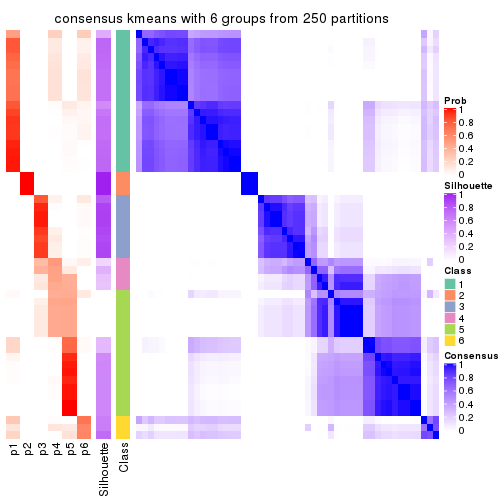 consensus kmeans with 6 groups from 250 partitions
Prob
1
0.8
0.6
0.4
0.2
0
Silhouette
1
0.8
0.6
0.4
0.2
0
Class
1
2
3
4
5
6
Consensus
1
0.8
0.6
0.4
0.2
0
p1
p2
p3
p4
p5
p6
Silhouette
Class